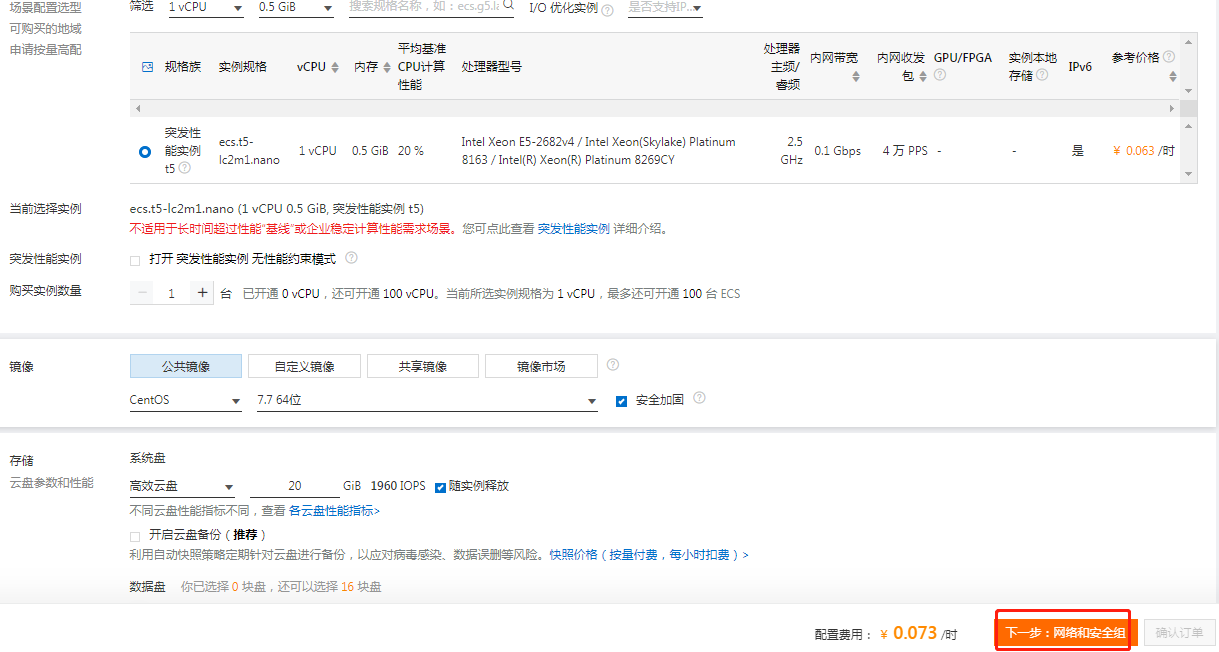 场景配置选型
可购买的地域
申请按量高配
筛选 1 vCPU 0.5 GiB 搜索规格名称，如：ecs.g5.la I/O 优化实例 ? 是否支持IP...
规格族 实例规格 vCPU 内存 平均基准CPU计算性能 处理器型号 处理器主频/睿频 内网带宽 内网收发包 ? GPU/FPGA 实例本地存储 ? IPv6 参考价格 ?
突发性能实例 t5 ? ecs.t5-lc2m1.nano 1 vCPU 0.5 GiB 20 % Intel Xeon E5-2682v4 / Intel Xeon(Skylake) Platinum 8163 / Intel(R) Xeon(R) Platinum 8269CY 2.5 GHz 0.1 Gbps 4 万 PPS - - 是 ¥ 0.063 /时
当前选择实例 ecs.t5-lc2m1.nano (1 vCPU 0.5 GiB, 突发性能实例 t5)
不适用于长时间超过性能“基线”或企业稳定计算性能需求场景。您可点此查看 突发性能实例 详细介绍。
突发性能实例 打开 突发性能实例 无性能约束模式 ?
购买实例数量 − 1 + 台 已开通 0 vCPU，还可开通 100 vCPU。当前所选实例规格为 1 vCPU，最多还可开通 100 台 ECS
镜像 公共镜像 自定义镜像 共享镜像 镜像市场 ?
CentOS 7.7 64位 安全加固 ?
存储
云盘参数和性能
系统盘
高效云盘 20 GiB 1960 IOPS 随实例释放
不同云盘性能指标不同，查看 各云盘性能指标>
开启云盘备份（推荐）
利用自动快照策略定期针对云盘进行备份，以应对病毒感染、数据误删等风险。快照价格（按量付费，每小时扣费）>
数据盘 你已选择 0 块盘，还可以选择 16 块盘
配置费用： ¥ 0.073 /时 下一步：网络和安全组 确认订单